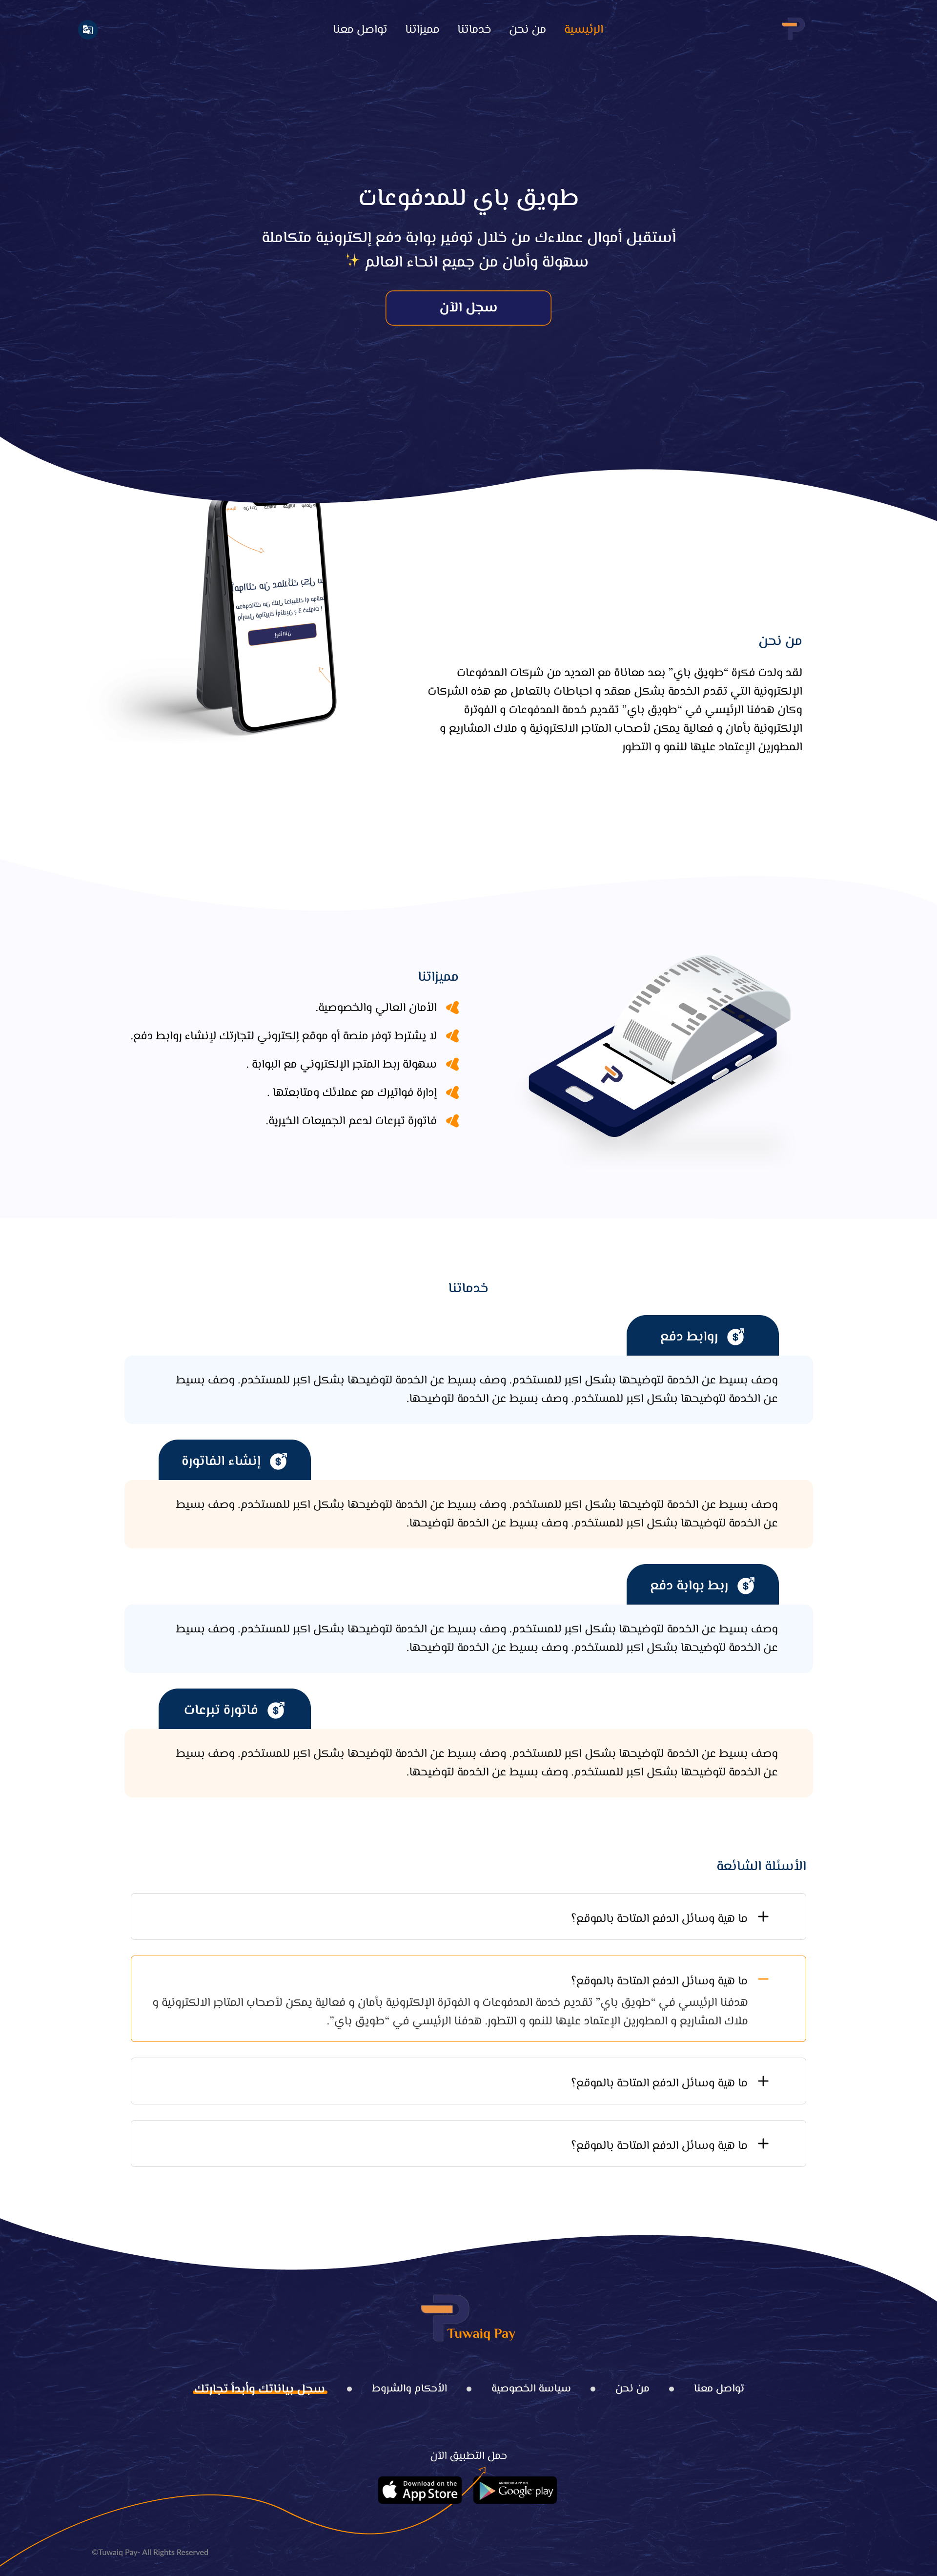 الرئيسية
من نحن
خدماتنا
مميزاتنا
تواصل معنا
طويق باي للمدفوعات
أستقبل أموال عملاءك من خلال توفير بوابة دفع إلكترونية متكاملة
سهولة وأمان من جميع انحاء العالم ✨
سجل الآن
من نحن
لقد ولدت فكرة “طويق باي” بعد معاناة مع العديد من شركات المدفوعات
الإلكترونية التي تقدم الخدمة بشكل معقد و احباطات بالتعامل مع هذه الشركات
وكان هدفنا الرئيسي في “طويق باي” تقديم خدمة المدفوعات و الفوترة
الإلكترونية بأمان و فعالية يمكن لأصحاب المتاجر الالكترونية و ملاك المشاريع و
المطورين الإعتماد عليها للنمو و التطور
مميزاتنا
الأمان العالي والخصوصية.
لا يشترط توفر منصة أو موقع إلكتروني لتجارتك لإنشاء روابط دفع.
سهولة ربط المتجر الإلكتروني مع البوابة .
إدارة فواتيرك مع عملائك ومتابعتها .
فاتورة تبرعات لدعم الجميعات الخيرية.
خدماتنا
روابط دفع
وصف بسيط عن الخدمة لتوضيحها بشكل اكبر للمستخدم. وصف بسيط عن الخدمة لتوضيحها بشكل اكبر للمستخدم. وصف بسيط
عن الخدمة لتوضيحها بشكل اكبر للمستخدم. وصف بسيط عن الخدمة لتوضيحها.
إنشاء الفاتورة
وصف بسيط عن الخدمة لتوضيحها بشكل اكبر للمستخدم. وصف بسيط عن الخدمة لتوضيحها بشكل اكبر للمستخدم. وصف بسيط
عن الخدمة لتوضيحها بشكل اكبر للمستخدم. وصف بسيط عن الخدمة لتوضيحها.
ربط بوابة دفع
وصف بسيط عن الخدمة لتوضيحها بشكل اكبر للمستخدم. وصف بسيط عن الخدمة لتوضيحها بشكل اكبر للمستخدم. وصف بسيط
عن الخدمة لتوضيحها بشكل اكبر للمستخدم. وصف بسيط عن الخدمة لتوضيحها.
فاتورة تبرعات
وصف بسيط عن الخدمة لتوضيحها بشكل اكبر للمستخدم. وصف بسيط عن الخدمة لتوضيحها بشكل اكبر للمستخدم. وصف بسيط
عن الخدمة لتوضيحها بشكل اكبر للمستخدم. وصف بسيط عن الخدمة لتوضيحها.
الأسئلة الشائعة
ما هية وسائل الدفع المتاحة بالموقع؟
ما هية وسائل الدفع المتاحة بالموقع؟
هدفنا الرئيسي في “طويق باي” تقديم خدمة المدفوعات و الفوترة الإلكترونية بأمان و فعالية يمكن لأصحاب المتاجر الالكترونية و
ملاك المشاريع و المطورين الإعتماد عليها للنمو و التطور. هدفنا الرئيسي في “طويق باي”.
ما هية وسائل الدفع المتاحة بالموقع؟
ما هية وسائل الدفع المتاحة بالموقع؟
Tuwaiq Pay
تواصل معنا
من نحن
سياسة الخصوصية
الأحكام والشروط
سجل بياناتك وأبدأ تجارتك
حمل التطبيق الآن
Download on the
App Store
ANDROID APP ON
Google play
©Tuwaiq Pay- All Rights Reserved